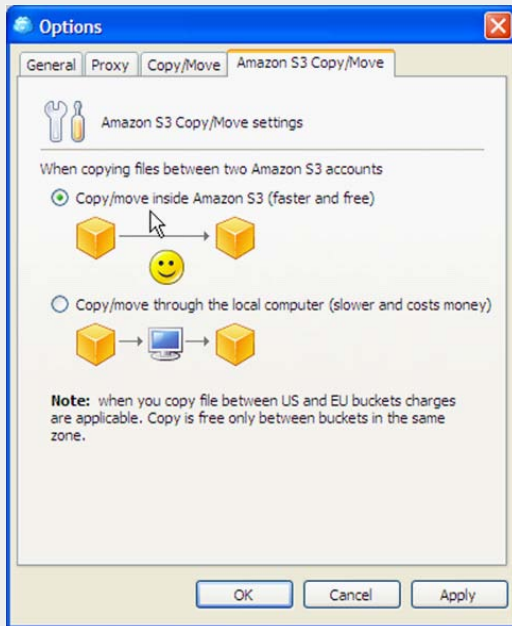 Options
General Proxy Copy/Move Amazon S3 Copy/Move
Amazon S3 Copy/Move settings
When copying files between two Amazon S3 accounts
Copy/move inside Amazon S3 (faster and free)
Copy/move through the local computer (slower and costs money)
Note: when you copy file between US and EU buckets charges
are applicable. Copy is free only between buckets in the same
zone.
OK Cancel Apply